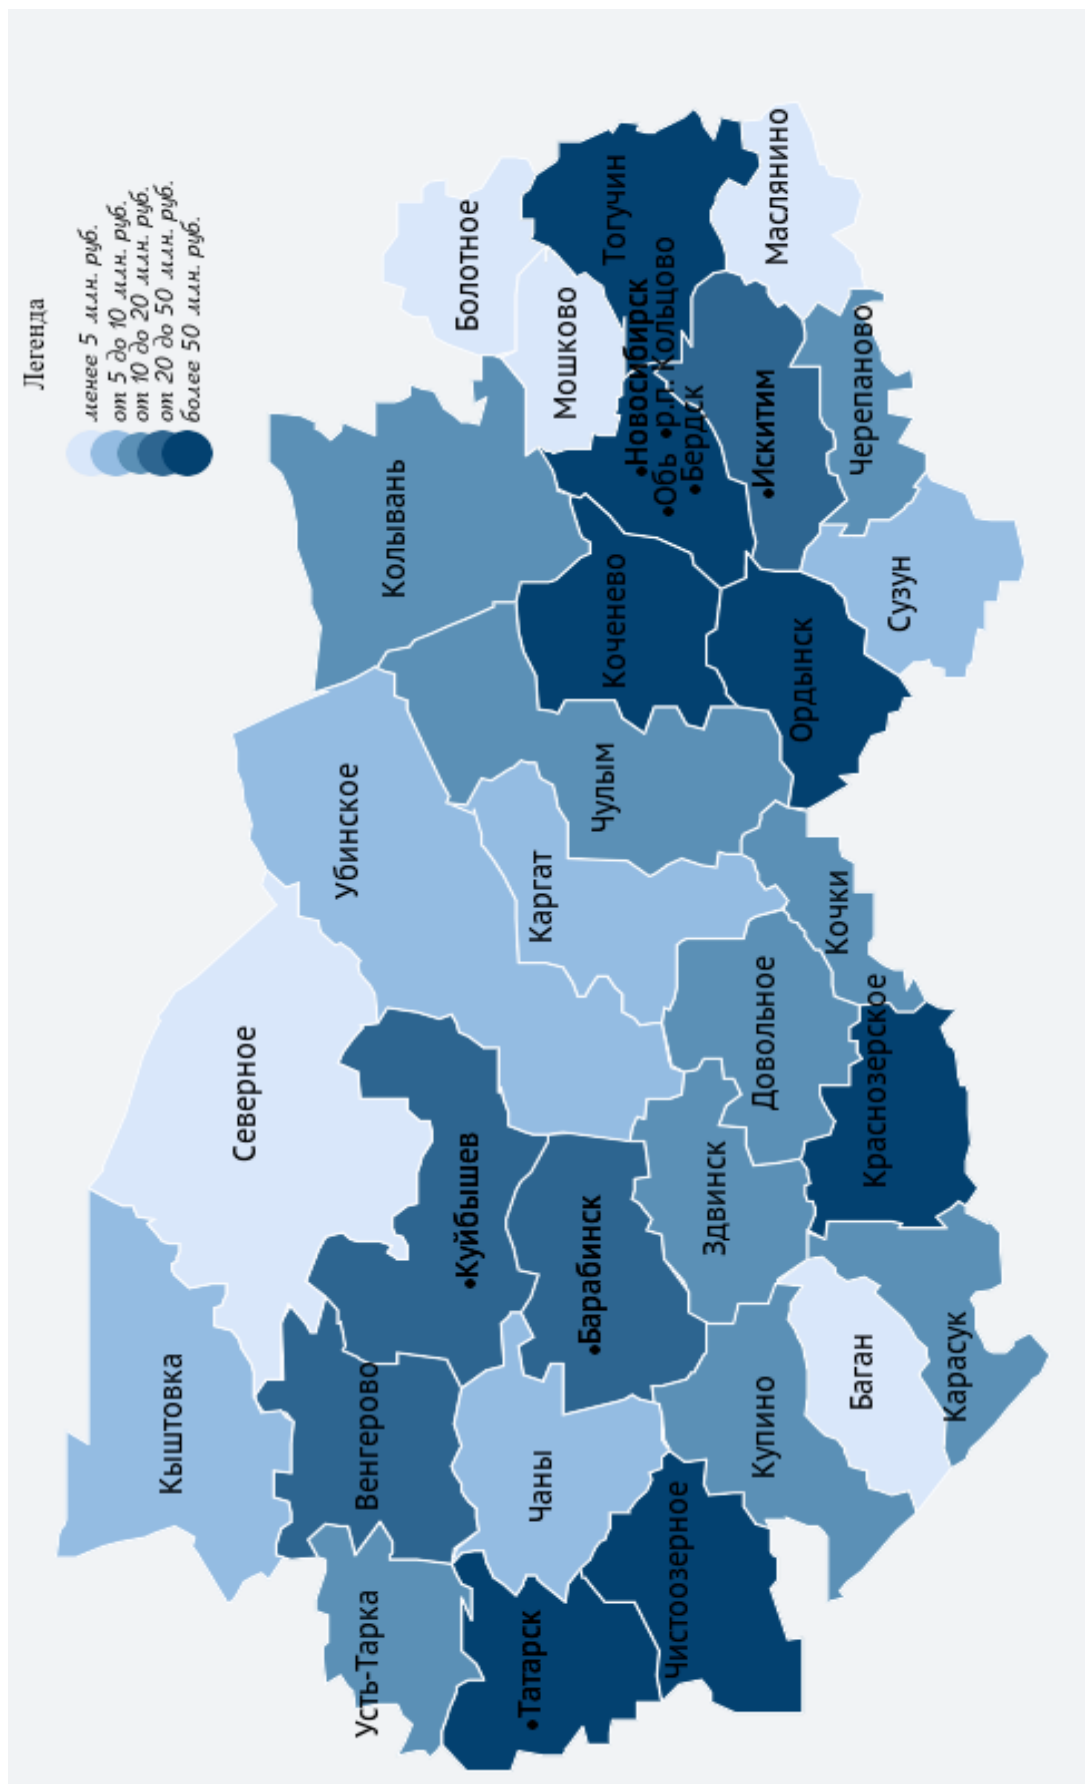 Легенда
менее 5 млн. руб.
от 5 до 10 млн. руб.
от 10 до 20 млн. руб.
от 20 до 50 млн. руб.
более 50 млн. руб.
Кыштовка
Северное
Усть-Тарка
Венгерово
Убинское
Колывань
Болотное
•Куйбышев
•Татарск
Чаны
Каргат
Мошково
•Барабинск
Чулым
Коченево
Тогучин
•Новосибирск
•Обь •р.п. Кольцово
•Бердск
Чистоозерное
Здвинск
Купино
Довольное
•Искитим
Маслянино
Ордынск
Кочки
Черепаново
Баган
Краснозерское
Сузун
Карасук